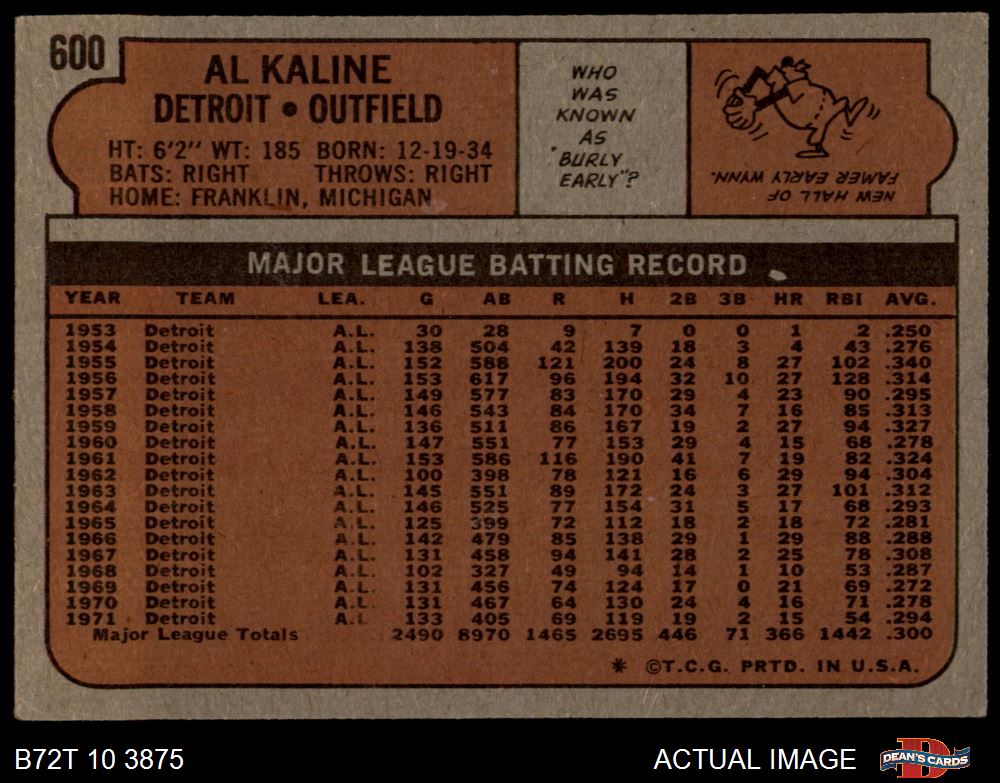 600
AL KALINE
DETROIT • OUTFIELD
HT: 6'2" WT: 185 BORN: 12-19-34
BATS: RIGHT THROWS: RIGHT
HOME: FRANKLIN, MICHIGAN
WHO
WAS
KNOWN
AS
"BURLY
EARLY"?
NEW HALL OF
FAMER EARLY WYNN.
MAJOR LEAGUE BATTING RECORD
YEAR TEAM LEA. G AB R H 2B 3B HR RBI AVG.
1953 Detroit A.L. 30 28 9 7 0 0 1 2 .250
1954 Detroit A.L. 138 504 42 139 18 3 4 43 .276
1955 Detroit A.L. 152 588 121 200 24 8 27 102 .340
1956 Detroit A.L. 153 617 96 194 32 10 27 128 .314
1957 Detroit A.L. 149 577 83 170 29 4 23 90 .295
1958 Detroit A.L. 146 543 84 170 34 7 16 85 .313
1959 Detroit A.L. 136 511 86 167 19 2 27 94 .327
1960 Detroit A.L. 147 551 77 153 29 4 15 68 .278
1961 Detroit A.L. 153 586 116 190 41 7 19 82 .324
1962 Detroit A.L. 100 398 78 121 16 6 29 94 .304
1963 Detroit A.L. 145 551 89 172 24 3 27 101 .312
1964 Detroit A.L. 146 525 77 154 31 5 17 68 .293
1965 Detroit A.L. 125 399 72 112 18 2 18 72 .281
1966 Detroit A.L. 142 479 85 138 29 1 29 88 .288
1967 Detroit A.L. 131 458 94 141 28 2 25 78 .308
1968 Detroit A.L. 102 327 49 94 14 1 10 53 .287
1969 Detroit A.L. 131 456 74 124 17 0 21 69 .272
1970 Detroit A.L. 131 467 64 130 24 4 16 71 .278
1971 Detroit A.L. 133 405 69 119 19 2 15 54 .294
Major League Totals 2490 8970 1465 2695 446 71 366 1442 .300
* ©T.C.G. PRTD. IN U.S.A.
B72T 10 3875
ACTUAL IMAGE
DEAN'S CARDS